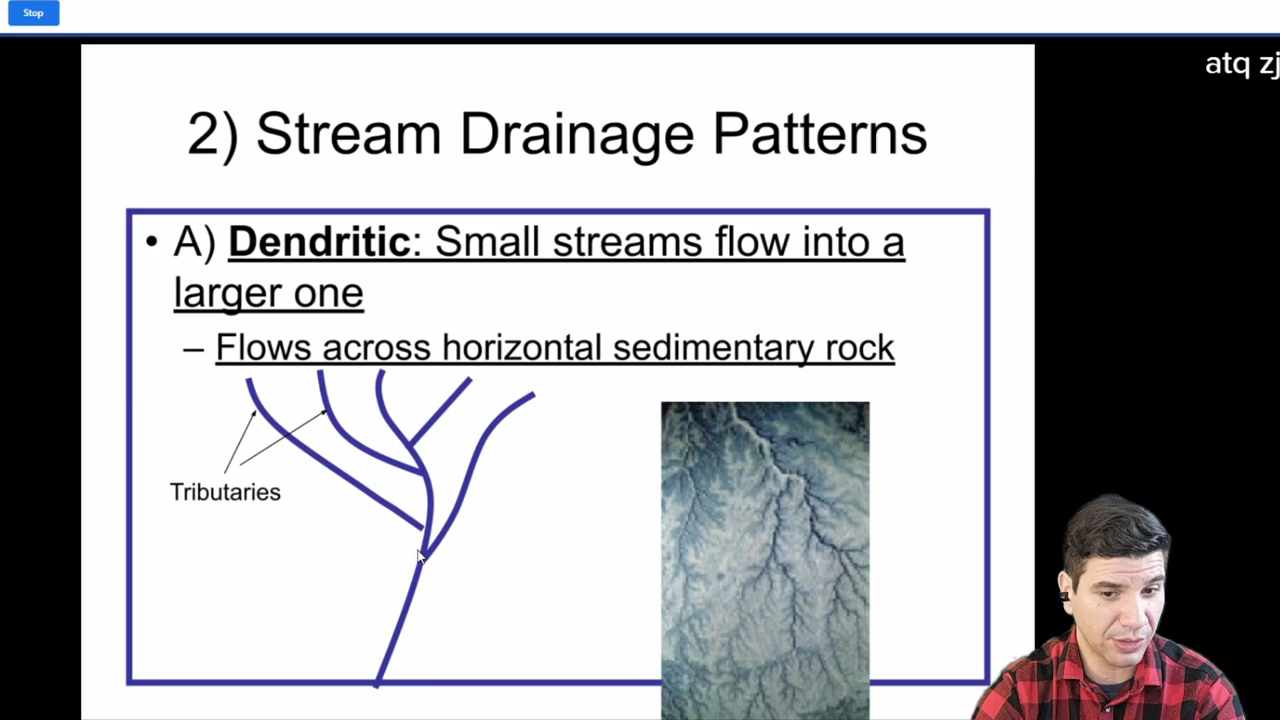 Stop
atq zj
2) Stream Drainage Patterns
• A) Dendritic: Small streams flow into a
larger one
– Flows across horizontal sedimentary rock
Tributaries